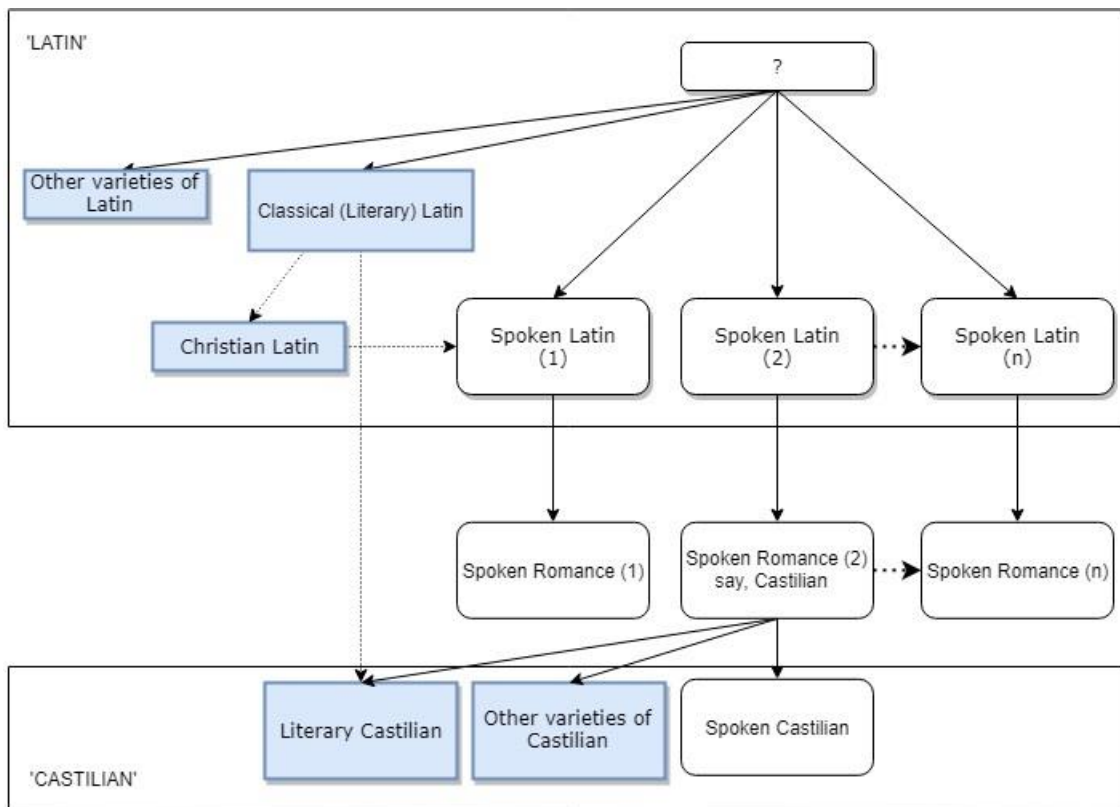 'LATIN'
?
Other varieties of
Latin
Classical (Literary) Latin
Christian Latin
Spoken Latin
(1)
Spoken Latin
(2)
Spoken Latin
(n)
Spoken Romance (1)
Spoken Romance (2)
say, Castilian
Spoken Romance (n)
Literary Castilian
Other varieties of
Castilian
Spoken Castilian
'CASTILIAN'